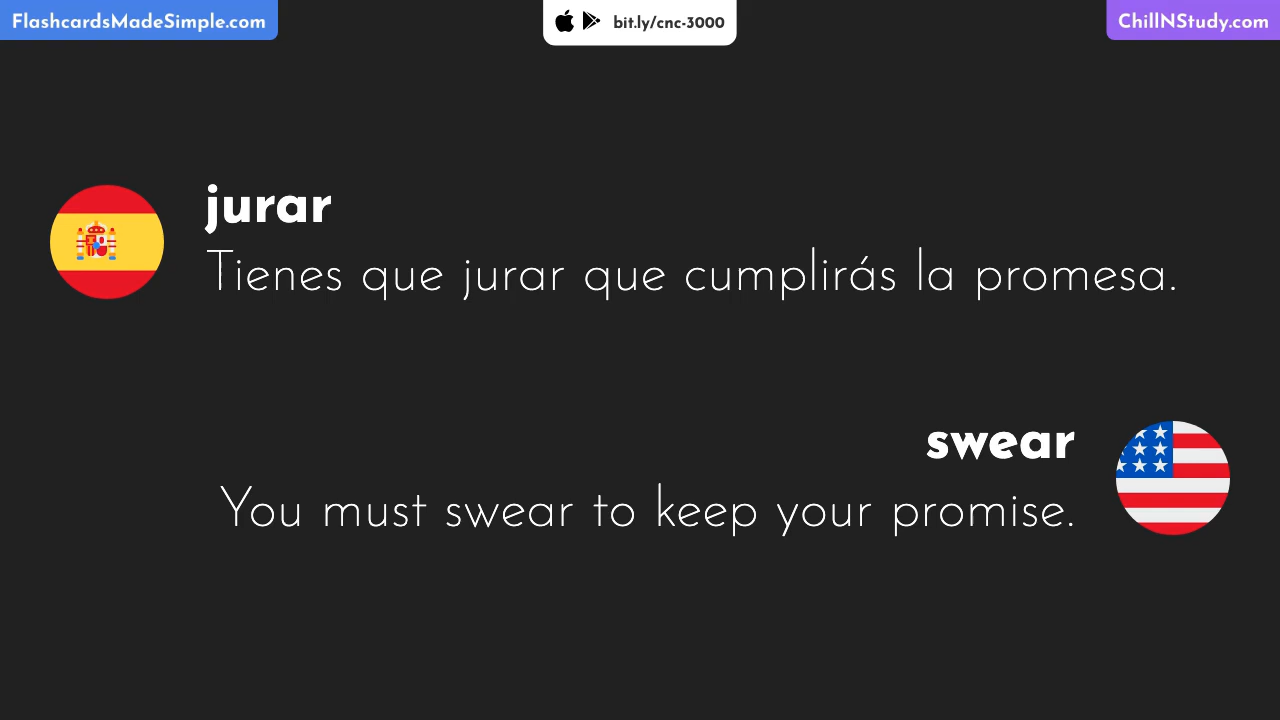 FlashcardsMadeSimple.com
bit.ly/cnc-3000
ChillNStudy.com
jurar
Tienes que jurar que cumplirás la promesa.
swear
You must swear to keep your promise.